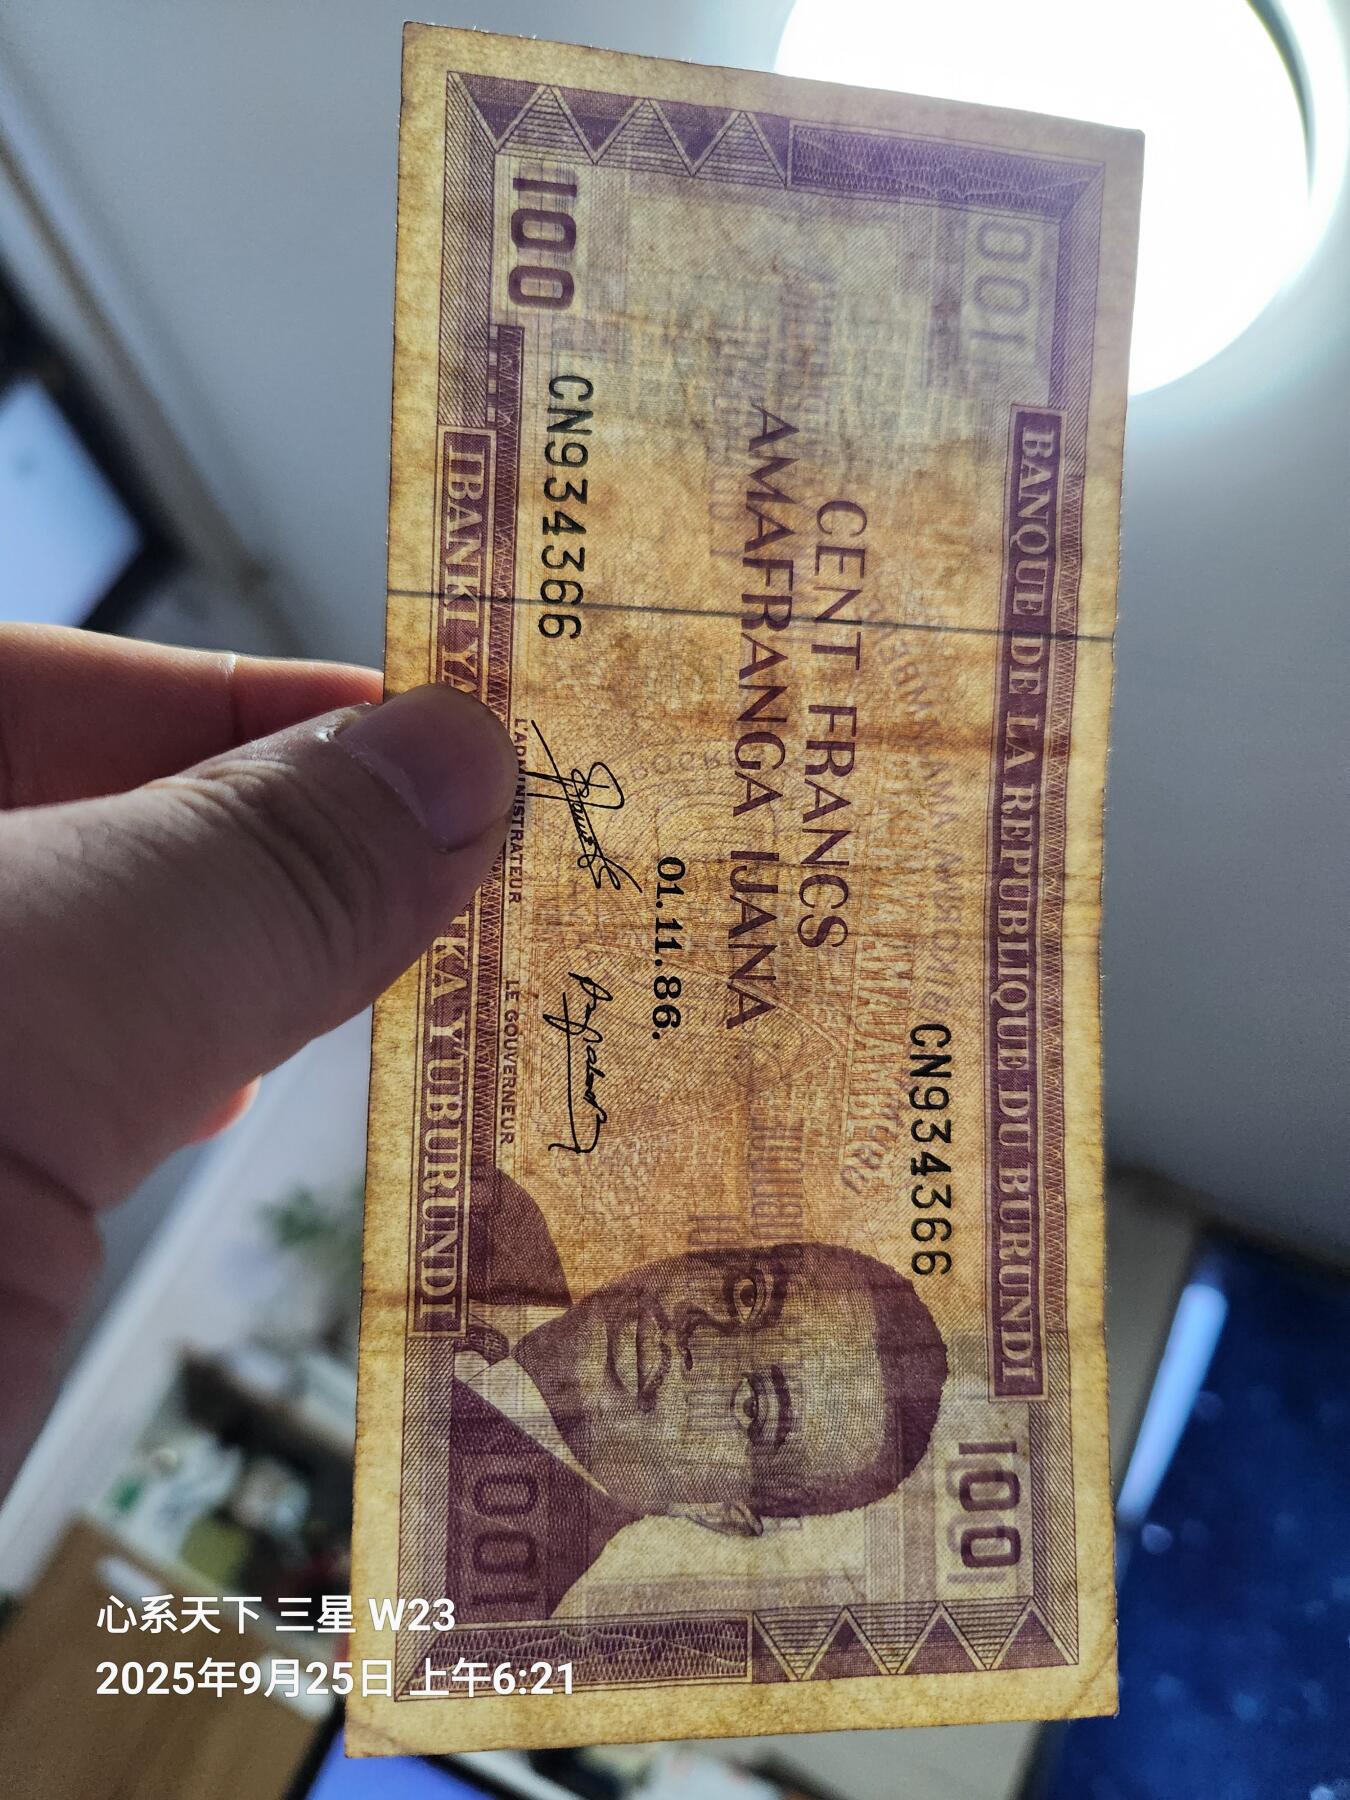 BANQUE DE LA REPUBLIQUE DU BURUNDI
100
100
CN934366
CENT FRANCS
AMAFRANGA IJANA
01.11.86.
CN934366
L'ADMINISTRATEUR
LE GOUVERNEUR
100
100
IBANKI YA
KA Y'UBURUNDI
100
心系天下 三星 W23
2025年9月25日 上午6:21